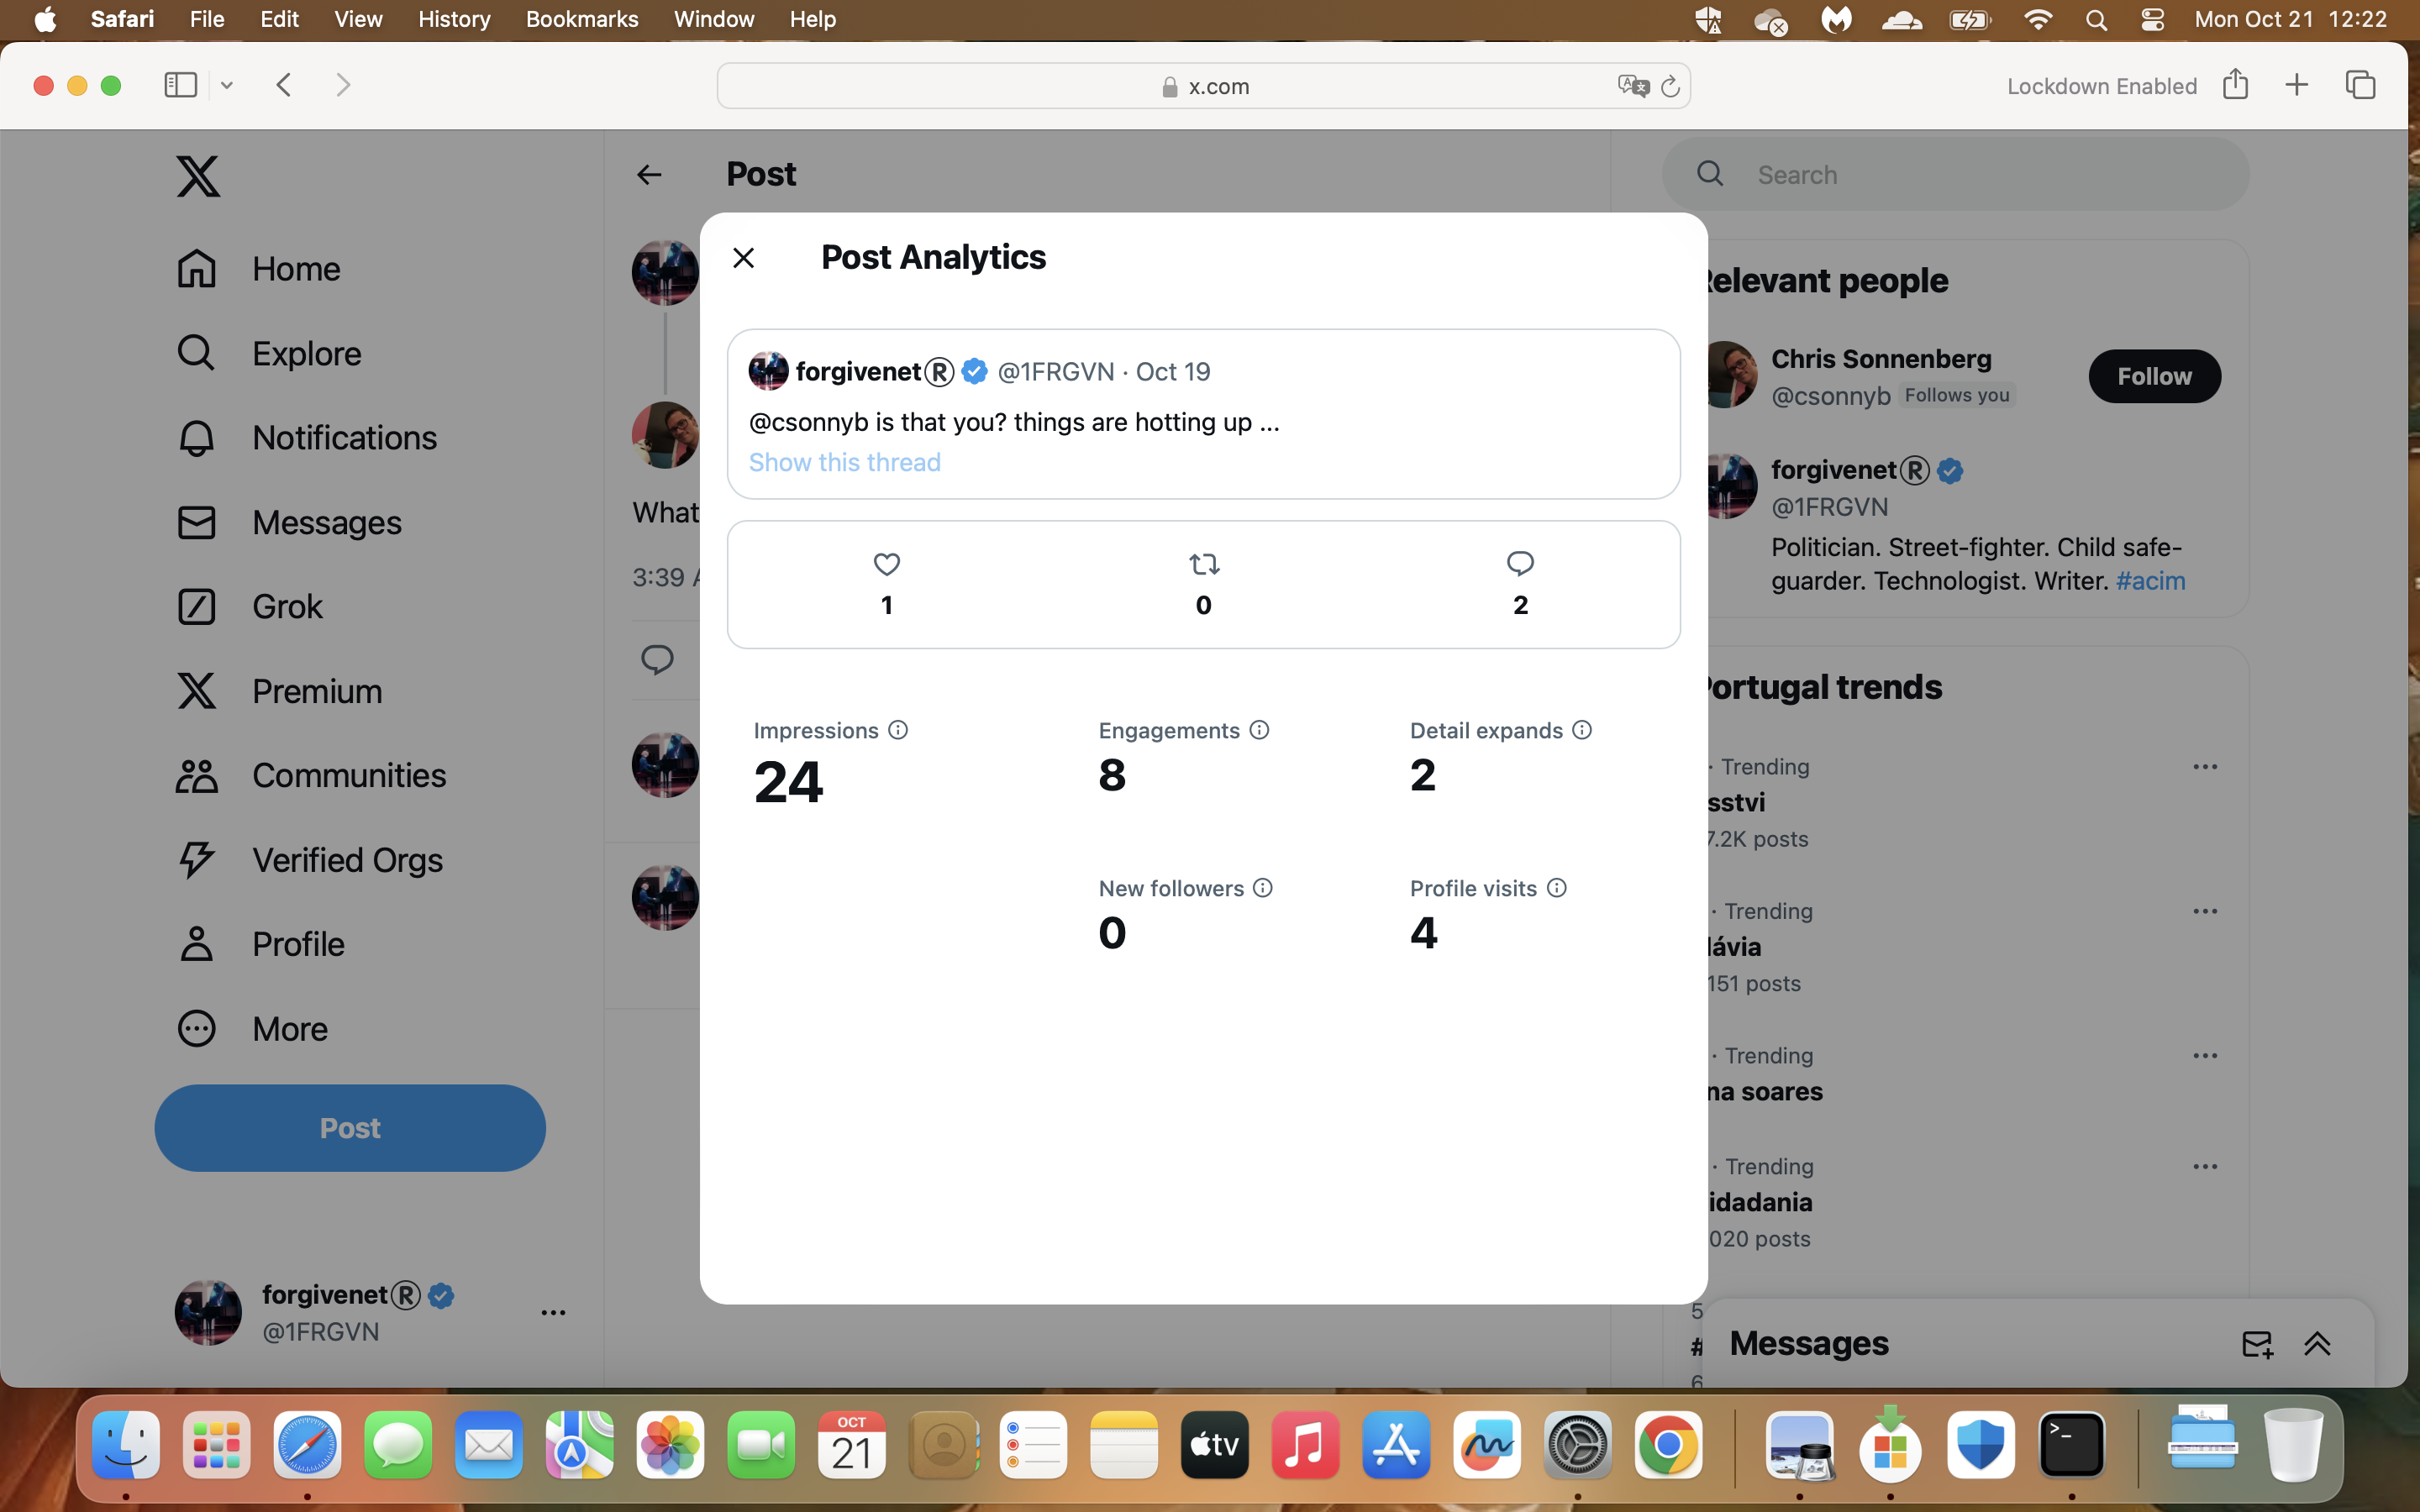 Safari File Edit View History Bookmarks Window Help Mon Oct 21 12:22
x.com Lockdown Enabled
Post
Search
Home
Explore
Notifications
Messages
Grok
Premium
Communities
Verified Orgs
Profile
More
Post
forgivenet® 
@1FRGVN
What
3:39
Post Analytics
forgivenet® @1FRGVN · Oct 19
@csonnyb is that you? things are hotting up ...
Show this thread
1 0 2
Impressions
24
Engagements
8
Detail expands
2
New followers
0
Profile visits
4
elevant people
Chris Sonnenberg
@csonnyb Follows you
Follow
forgivenet®
@1FRGVN
Politician. Street-fighter. Child safe-
guarder. Technologist. Writer. #acim
ortugal trends
· Trending
sstvi
7.2K posts
· Trending
lávia
151 posts
· Trending
na soares
· Trending
idadania
020 posts
5
#
6
Messages
OCT
21
tv